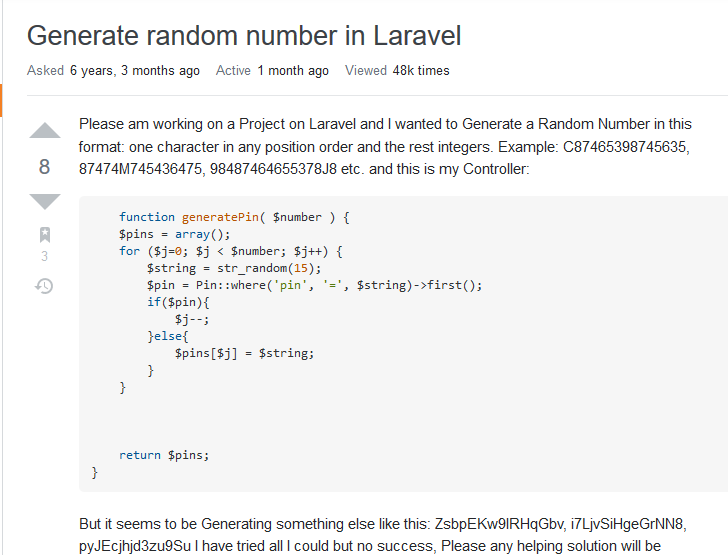 Generate random number in Laravel
Asked 6 years, 3 months ago Active 1 month ago Viewed 48k times
Please am working on a Project on Laravel and I wanted to Generate a Random Number in this
format: one character in any position order and the rest integers. Example: C87465398745635,
87474M745436475, 98487464655378J8 etc. and this is my Controller:
8
3
function generatePin( $number ) {
$pins = array();
for ($j=0; $j < $number; $j++) {
$string = str_random(15);
$pin = Pin::where('pin', '=', $string)->first();
if($pin){
$j--;
}else{
$pins[$j] = $string;
}
}
return $pins;
}
But it seems to be Generating something else like this: ZsbpEKw9lRHqGbv, i7LjvSiHgeGrNN8,
pyJEcjhjd3zu9Su I have tried all I could but no success, Please any helping solution will be